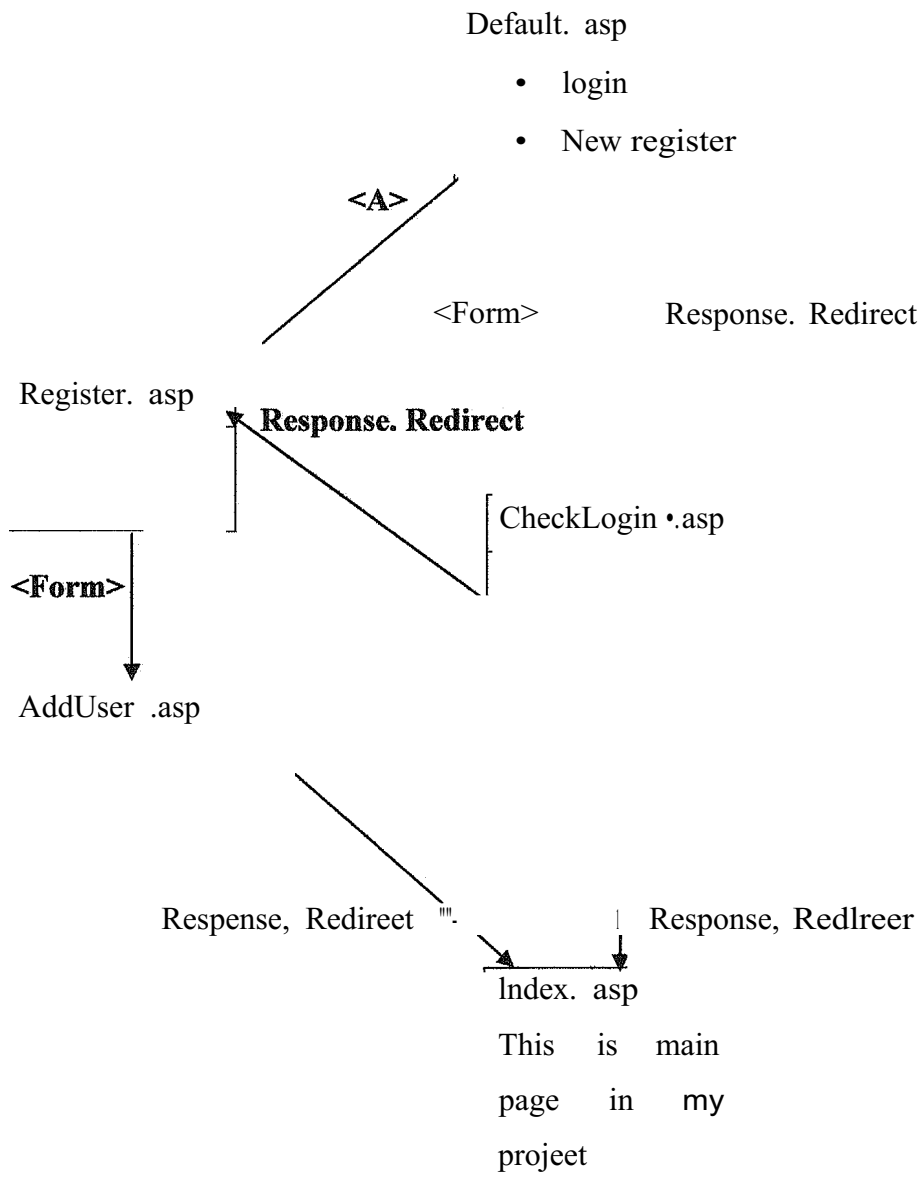 Default. asp
• login
• New register
<A>
<Form> Response. Redirect
Register. asp
Response. Redirect
CheckLogin •.asp
<Form>
AddUser .asp
Respense, Redireet "". Response, Redlreer
lndex. asp
This is main
page in my
projeet